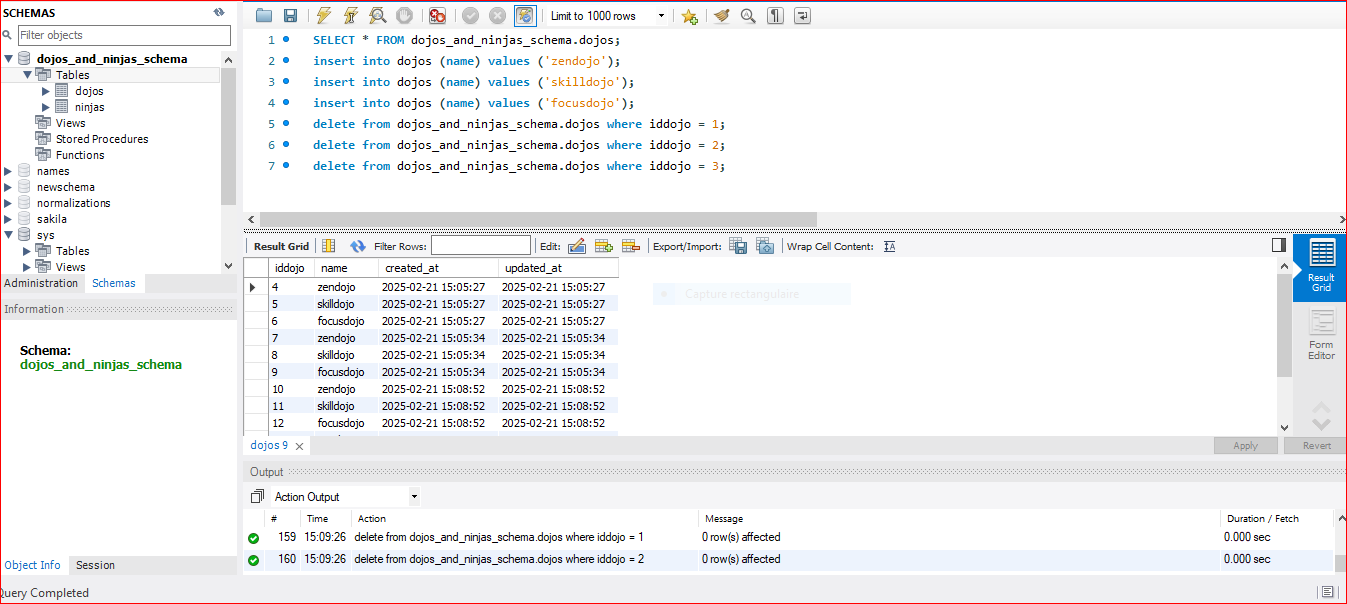 SCHEMAS
Filter objects
dojos_and_ninjas_schema
Tables
dojos
ninjas
Views
Stored Procedures
Functions
names
newschema
normalizations
sakila
sys
Tables
Views
Administration Schemas
Information
Schema:
dojos_and_ninjas_schema
Object Info Session
Query Completed
Limit to 1000 rows
1 SELECT * FROM dojos_and_ninjas_schema.dojos;
2 insert into dojos (name) values ('zendojo');
3 insert into dojos (name) values ('skilldojo');
4 insert into dojos (name) values ('focusdojo');
5 delete from dojos_and_ninjas_schema.dojos where iddojo = 1;
6 delete from dojos_and_ninjas_schema.dojos where iddojo = 2;
7 delete from dojos_and_ninjas_schema.dojos where iddojo = 3;
Result Grid Filter Rows: Edit: Export/Import: Wrap Cell Content:
iddojo name created_at updated_at
4 zendojo 2025-02-21 15:05:27 2025-02-21 15:05:27
5 skilldojo 2025-02-21 15:05:27 2025-02-21 15:05:27
6 focusdojo 2025-02-21 15:05:27 2025-02-21 15:05:27
7 zendojo 2025-02-21 15:05:34 2025-02-21 15:05:34
8 skilldojo 2025-02-21 15:05:34 2025-02-21 15:05:34
9 focusdojo 2025-02-21 15:05:34 2025-02-21 15:05:34
10 zendojo 2025-02-21 15:08:52 2025-02-21 15:08:52
11 skilldojo 2025-02-21 15:08:52 2025-02-21 15:08:52
12 focusdojo 2025-02-21 15:08:52 2025-02-21 15:08:52
Capture rectangulaire
Result
Grid
Form
Editor
dojos 9
Apply Revert
Output
Action Output
# Time Action Message Duration / Fetch
159 15:09:26 delete from dojos_and_ninjas_schema.dojos where iddojo = 1 0 row(s) affected 0.000 sec
160 15:09:26 delete from dojos_and_ninjas_schema.dojos where iddojo = 2 0 row(s) affected 0.000 sec